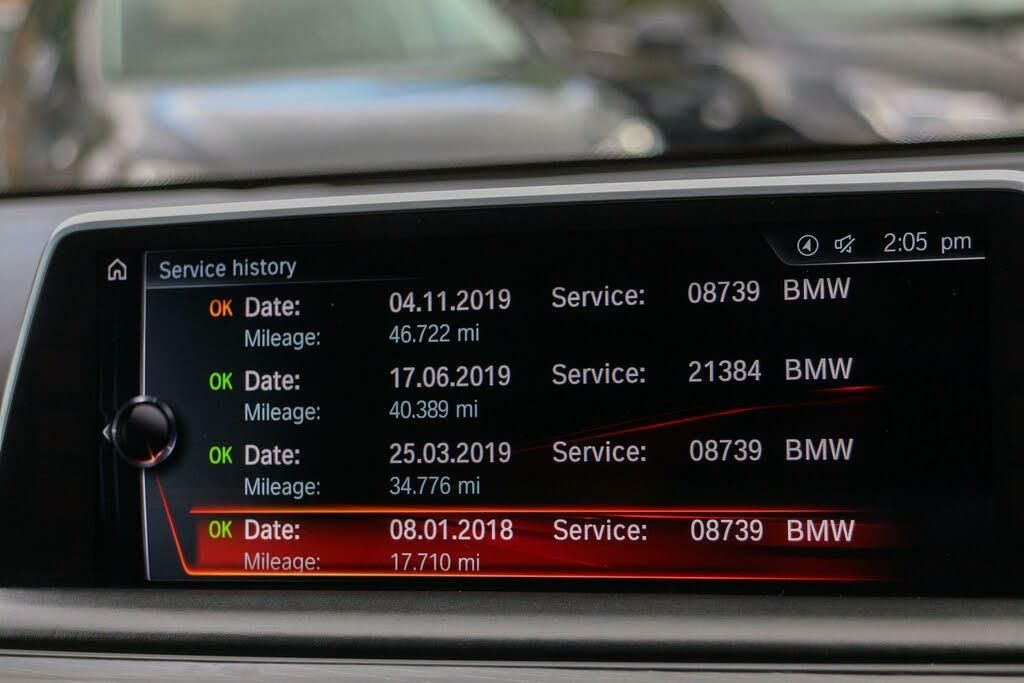 Service history
2:05 pm
OK Date: 04.11.2019 Service: 08739 BMW
Mileage: 46.722 mi
OK Date: 17.06.2019 Service: 21384 BMW
Mileage: 40.389 mi
OK Date: 25.03.2019 Service: 08739 BMW
Mileage: 34.776 mi
OK Date: 08.01.2018 Service: 08739 BMW
Mileage: 17.710 mi